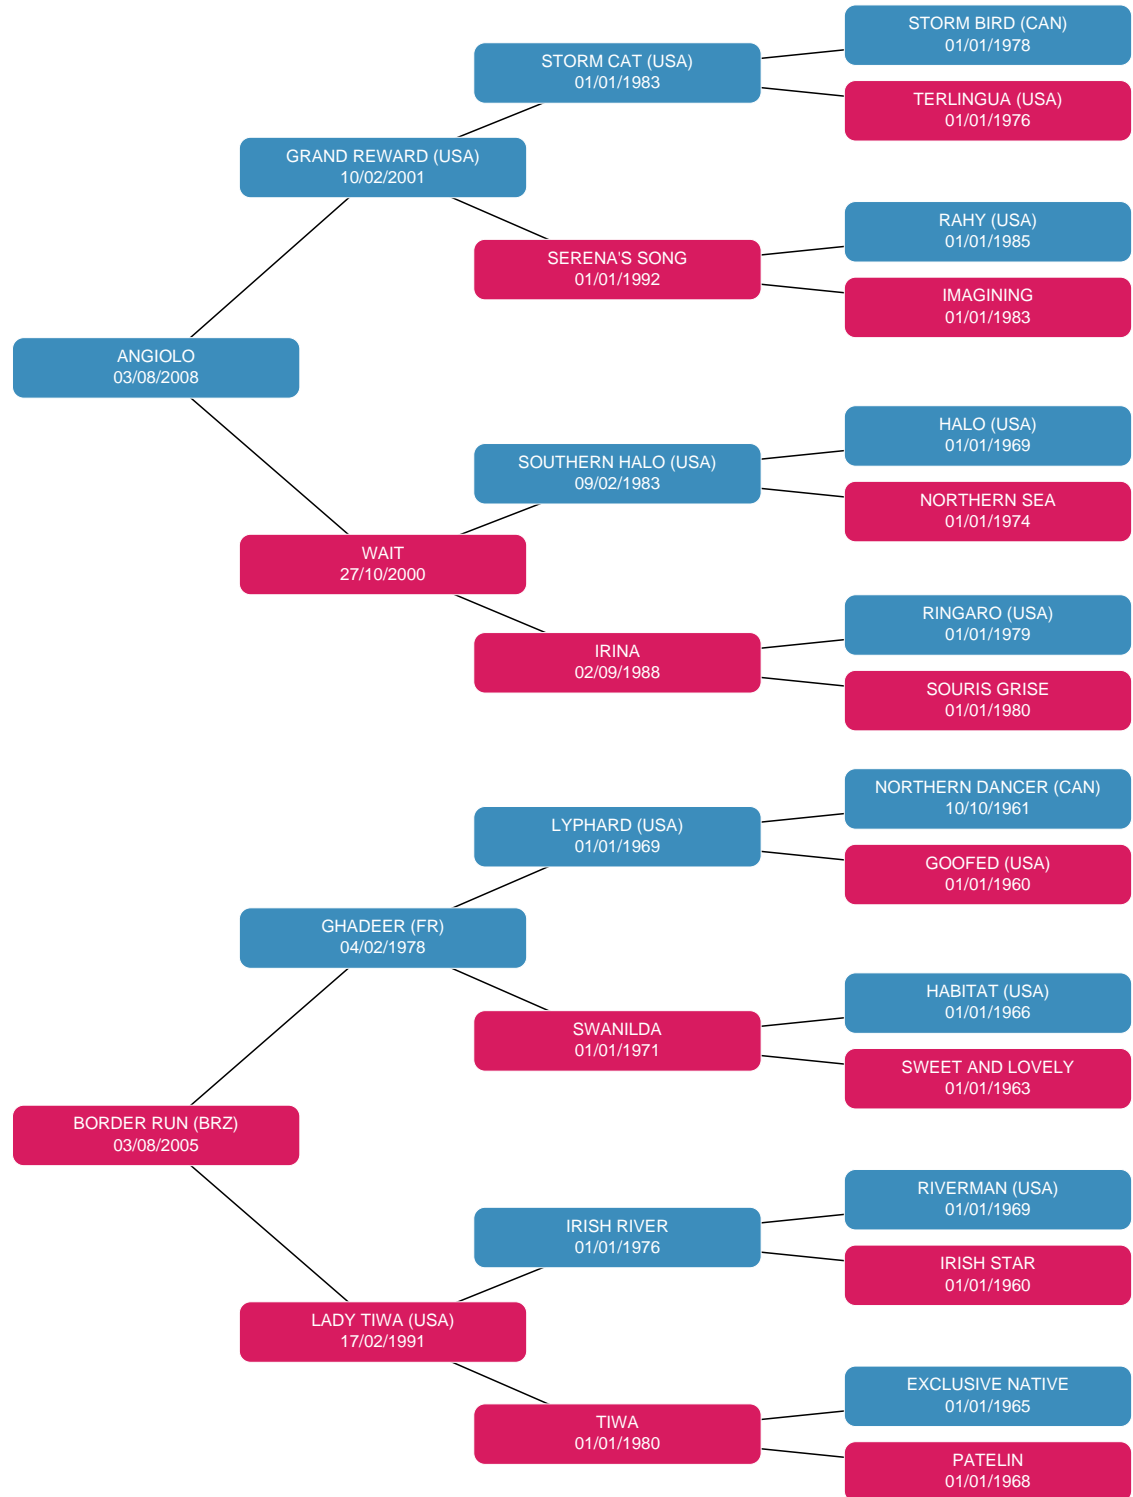 STORM BIRD (CAN)
01/01/1978
STORM CAT (USA)
01/01/1983
TERLINGUA (USA)
01/01/1976
GRAND REWARD (USA)
10/02/2001
RAHY (USA)
01/01/1985
SERENA'S SONG
01/01/1992
IMAGINING
01/01/1983
ANGIOLO
03/08/2008
HALO (USA)
01/01/1969
SOUTHERN HALO (USA)
09/02/1983
NORTHERN SEA
01/01/1974
WAIT
27/10/2000
RINGARO (USA)
01/01/1979
IRINA
02/09/1988
SOURIS GRISE
01/01/1980
NORTHERN DANCER (CAN)
10/10/1961
LYPHARD (USA)
01/01/1969
GOOFED (USA)
01/01/1960
GHADEER (FR)
04/02/1978
HABITAT (USA)
01/01/1966
SWANILDA
01/01/1971
SWEET AND LOVELY
01/01/1963
BORDER RUN (BRZ)
03/08/2005
RIVERMAN (USA)
01/01/1969
IRISH RIVER
01/01/1976
IRISH STAR
01/01/1960
LADY TIWA (USA)
17/02/1991
EXCLUSIVE NATIVE
01/01/1965
TIWA
01/01/1980
PATELIN
01/01/1968